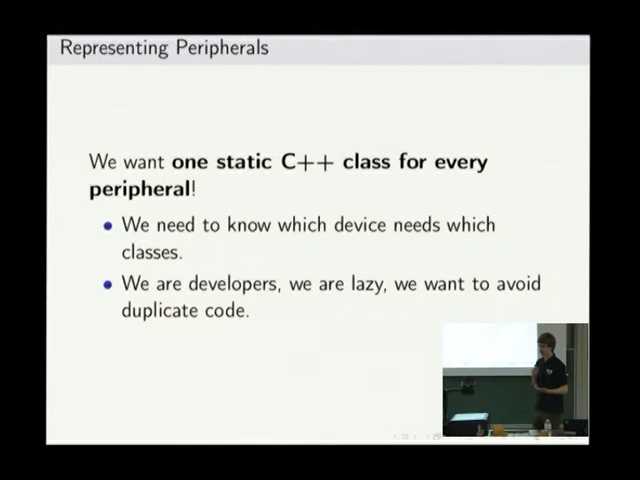 Representing Peripherals
We want one static C++ class for every
peripheral!
We need to know which device needs which
classes.
We are developers, we are lazy, we want to avoid
duplicate code.